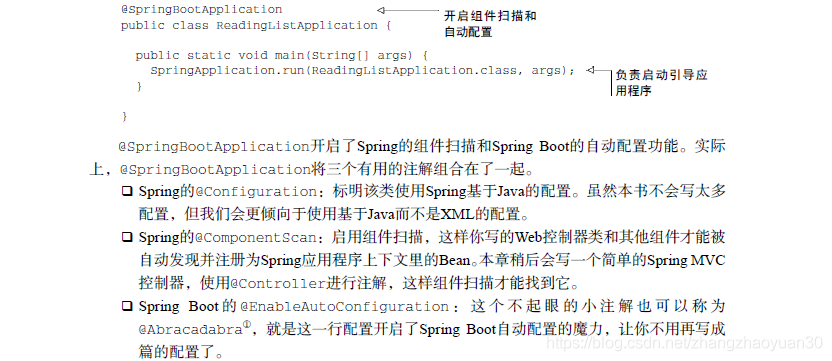 @SpringBootApplication
开启组件扫描和
自动配置
public class ReadingListApplication {
public static void main(String[] args) {
SpringApplication.run(ReadingListApplication.class, args);
负责启动引导应
用程序
}
}
@SpringBootApplication开启了Spring的组件扫描和Spring Boot的自动配置功能。实际
上，@SpringBootApplication将三个有用的注解组合在了一起。
❑ Spring的@Configuration：标明该类使用Spring基于Java的配置。虽然本书不会写太多
配置，但我们会更倾向于使用基于Java而不是XML的配置。
❑ Spring的@ComponentScan：启用组件扫描，这样你写的Web控制器类和其他组件才能被
自动发现并注册为Spring应用程序上下文里的Bean。本章稍后会写一个简单的Spring MVC
控制器，使用@Controller进行注解，这样组件扫描才能找到它。
❑ Spring Boot的@EnableAutoConfiguration：这个不起眼的小注解也可以称为
@Abracadabra①，就是这一行配置开启了Spring Boot自动配置的魔力，让你不用再写成
篇的配置了。
https://blog.csdn.net/zhangzhaoyuan30